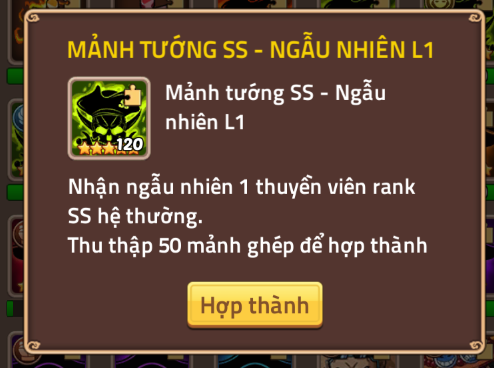 MẢNH TƯỚNG SS - NGẪU NHIÊN L1
Mảnh tướng SS - Ngẫu
nhiên L1
120
Nhận ngẫu nhiên 1 thuyền viên rank
SS hệ thường.
Thu thập 50 mảnh ghép để hợp thành
Hợp thành